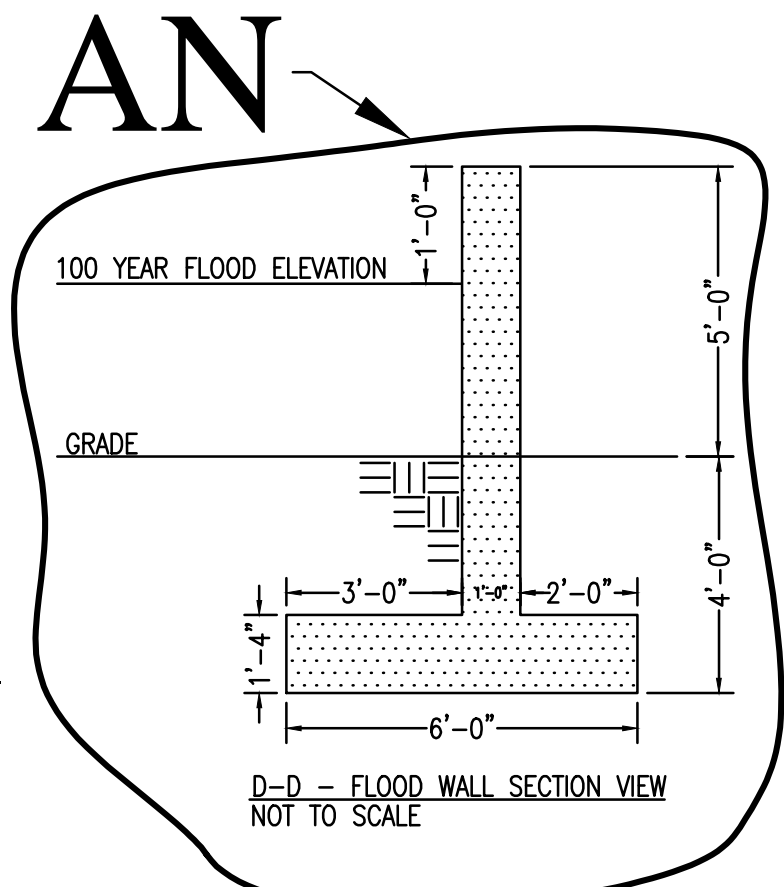 AN
1'-0"
100 YEAR FLOOD ELEVATION
5'-0"
GRADE
3'-0"
1'-0"
2'-0"
4'-0"
1'-4"
6'-0"
D-D - FLOOD WALL SECTION VIEW
NOT TO SCALE